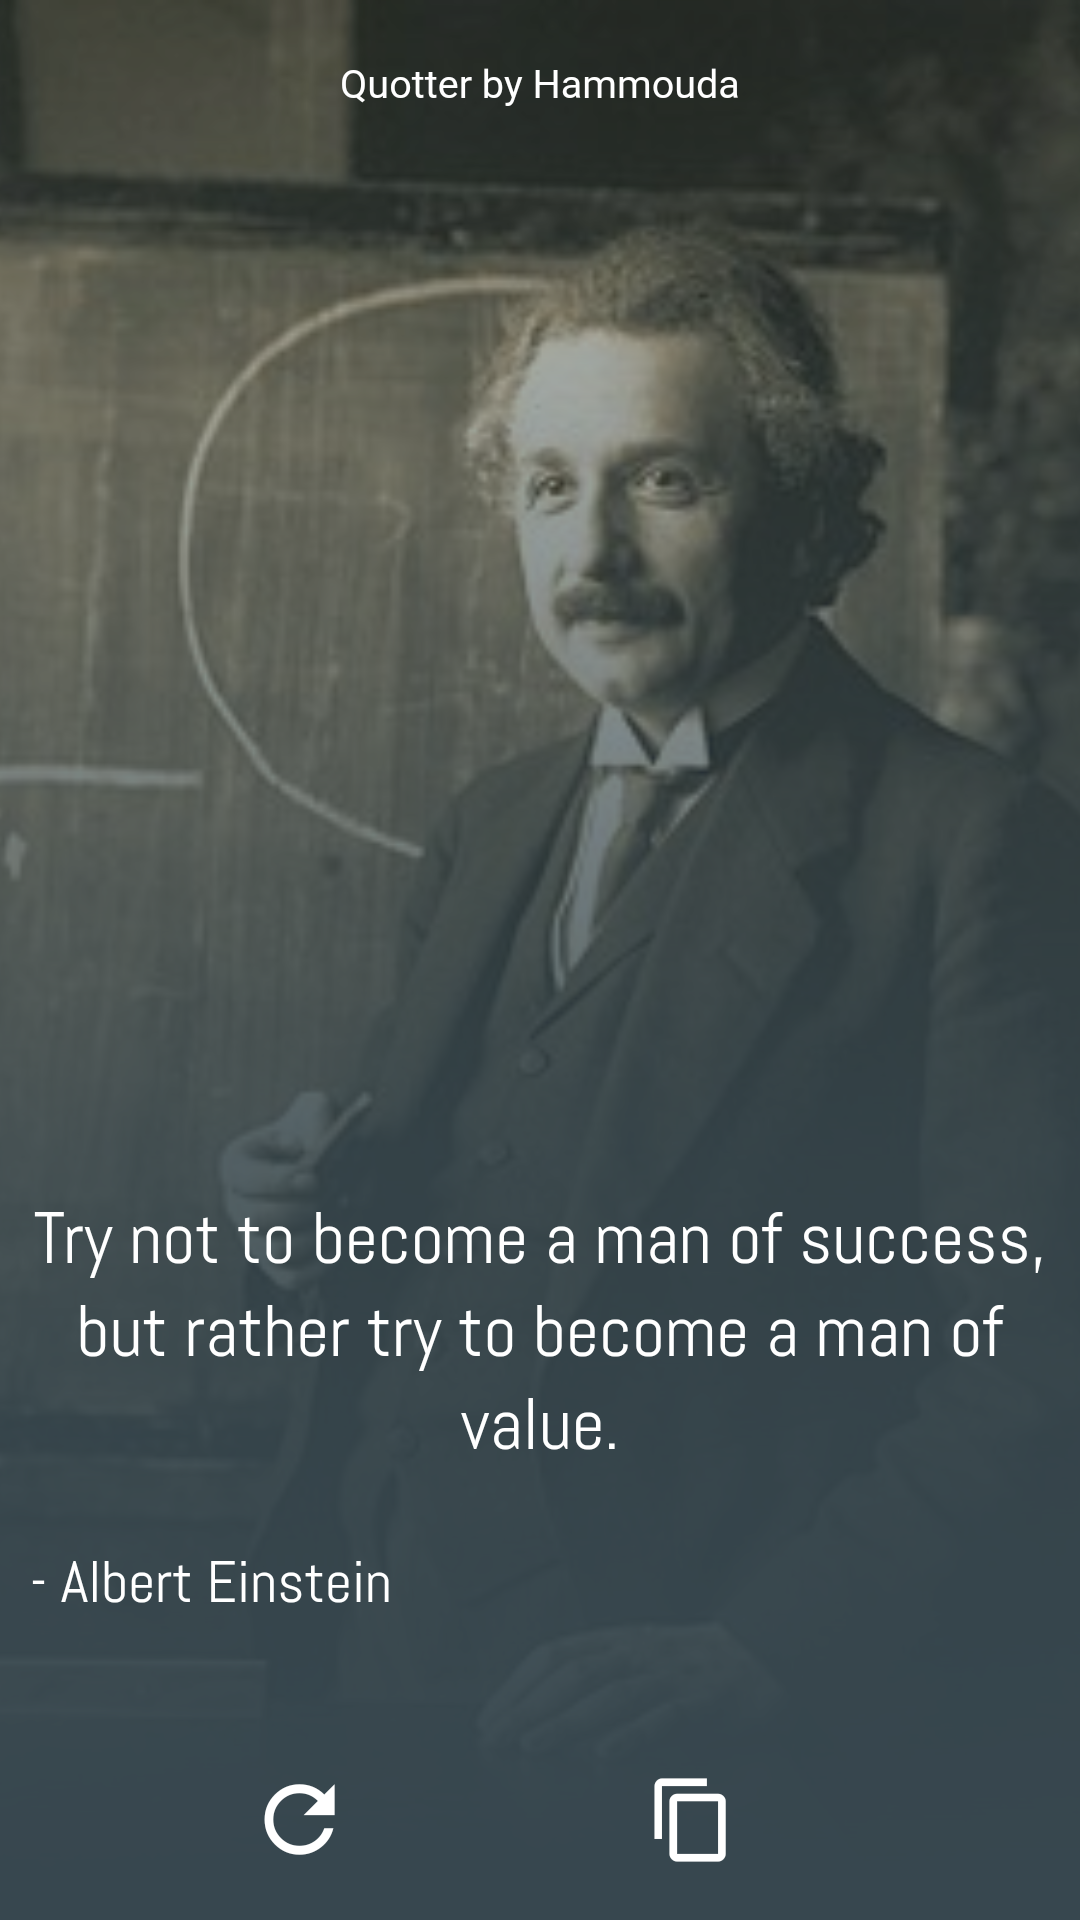 Quotter by Hammouda
Try not to become a man of success,
but rather try to become a man of
value.
- Albert Einstein